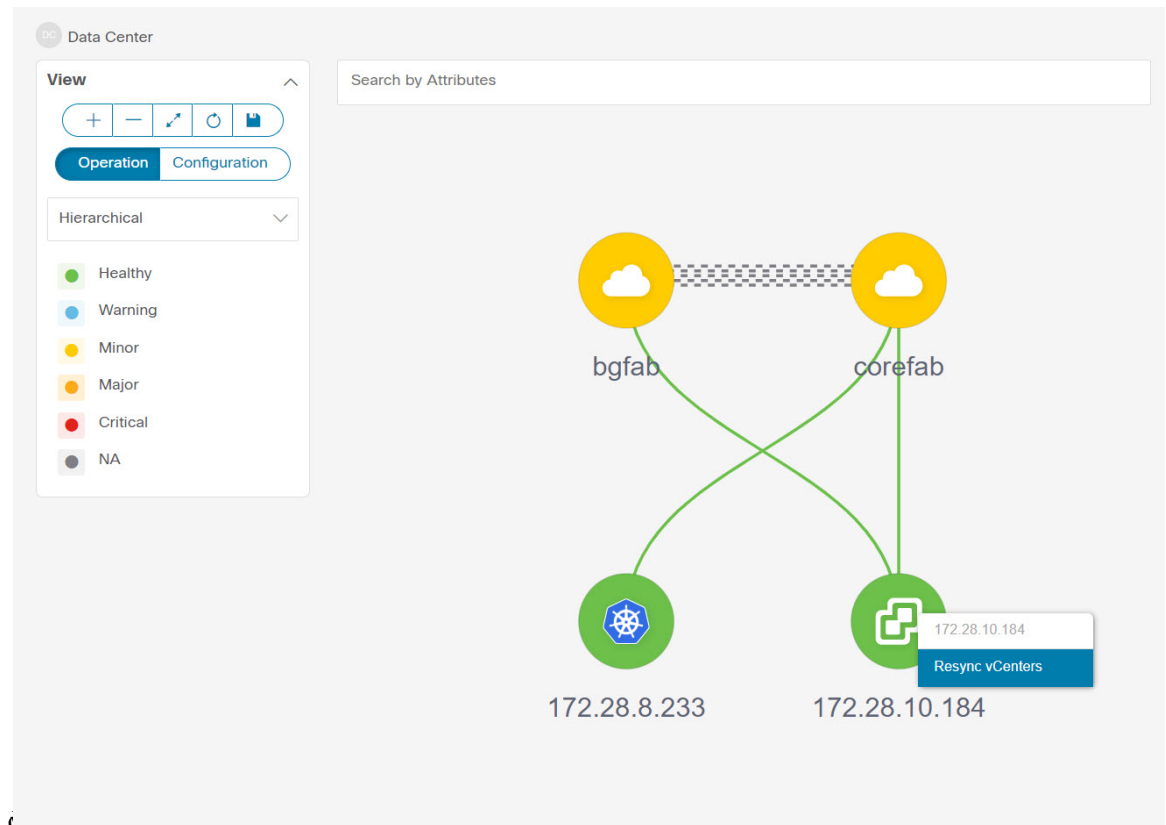 DC Data Center
View
Search by Attributes
Operation Configuration
Hierarchical
Healthy
Warning
Minor
Major
Critical
NA
bgfab
corefab
172.28.10.184
Resync vCenters
172.28.8.233
172.28.10.184